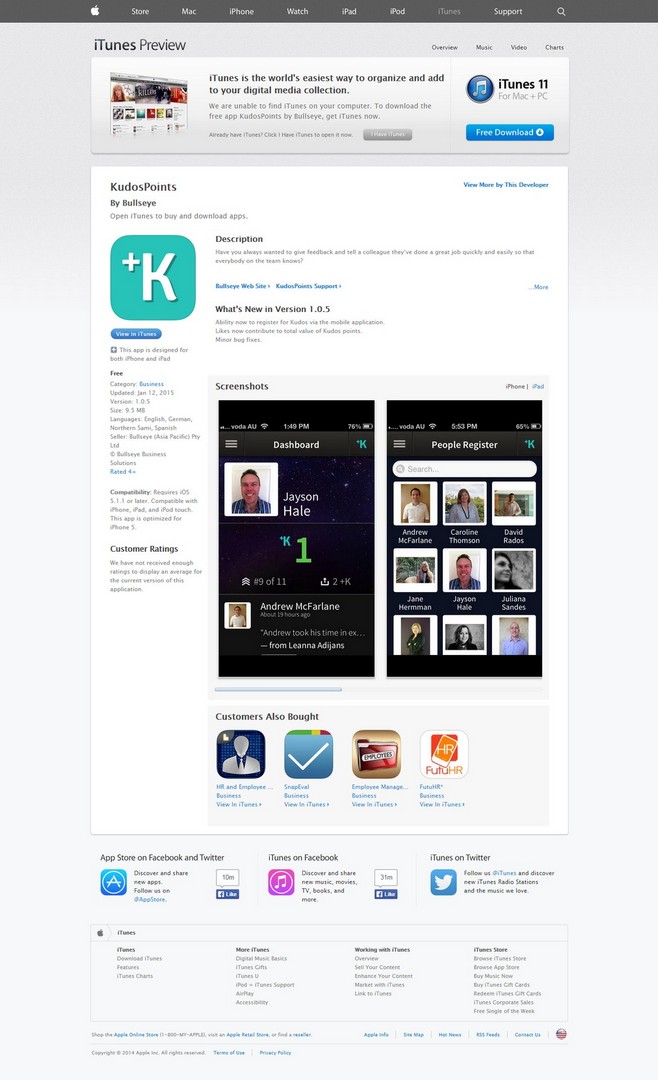 Store Mac iPhone Watch iPad iPod iTunes Support
iTunes Preview
Overview Music Video Charts
iTunes is the world's easiest way to organize and add
to your digital media collection.
We are unable to find iTunes on your computer. To download the
free app KudosPoints by Bullseye, get iTunes now.
Already have iTunes? Click I Have iTunes to open it now.
I Have iTunes
iTunes 11
For Mac + PC
Free Download
KudosPoints
View More by This Developer
By Bullseye
Open iTunes to buy and download apps.
+K
View in iTunes
+ This app is designed for
both iPhone and iPad
Free
Category: Business
Updated: Jan 12, 2015
Version: 1.0.5
Size: 9.5 MB
Languages: English, German,
Northern Sami, Spanish
Seller: Bullseye (Asia Pacific) Pty
Ltd
© Bullseye Business
Solutions
Rated 4+
Compatibility: Requires iOS
5.1.1 or later. Compatible with
iPhone, iPad, and iPod touch.
This app is optimized for
iPhone 5.
Customer Ratings
We have not received enough
ratings to display an average for
the current version of this
application.
Description
Have you always wanted to give feedback and tell a colleague they've done a great job quickly and easily so that
everybody on the team knows?
Bullseye Web Site KudosPoints Support
...More
What's New in Version 1.0.5
Ability now to register for Kudos via the mobile application.
Likes now contribute to total value of Kudos points.
Minor bug fixes.
Screenshots
iPhone | iPad
voda AU 1:49 PM 76%
Dashboard +K
Jayson
Hale
+K 1
#9 of 11 2 +K
Andrew McFarlane
About 19 hours ago
"Andrew took his time in ex...
— from Leanna Adijans
voda AU 5:53 PM 65%
People Register +K
Search...
Andrew
McFarlane
Caroline
Thomson
David
Rados
Jane
Hermman
Jayson
Hale
Juliana
Sandes
Customers Also Bought
EMPLOYEES
HR
FutuHR
HR and Employee ...
Business
View In iTunes
SnapEval
Business
View In iTunes
Employee Manage...
Business
View In iTunes
FutuHR°
Business
View In iTunes
App Store on Facebook and Twitter
Discover and share
new apps.
Follow us on
@AppStore.
10m
Like
iTunes on Facebook
Discover and share
new music, movies,
TV, books, and
more.
31m
Like
iTunes on Twitter
Follow us @iTunes and discover
new iTunes Radio Stations
and the music we love.
iTunes
iTunes
Download iTunes
Features
iTunes Charts
More iTunes
Digital Music Basics
iTunes Gifts
iTunes U
iPod + iTunes Support
AirPlay
Accessibility
Working with iTunes
Overview
Sell Your Content
Enhance Your Content
Market with iTunes
Link to iTunes
iTunes Store
Browse iTunes Store
Browse App Store
Buy Music Now
Buy iTunes Gift Cards
Redeem iTunes Gift Cards
iTunes Corporate Sales
Free Single of the Week
Shop the Apple Online Store (1-800-MY-APPLE), visit an Apple Retail Store, or find a reseller.
Apple Info Site Map Hot News RSS Feeds Contact Us
Copyright © 2014 Apple Inc. All rights reserved. Terms of Use Privacy Policy